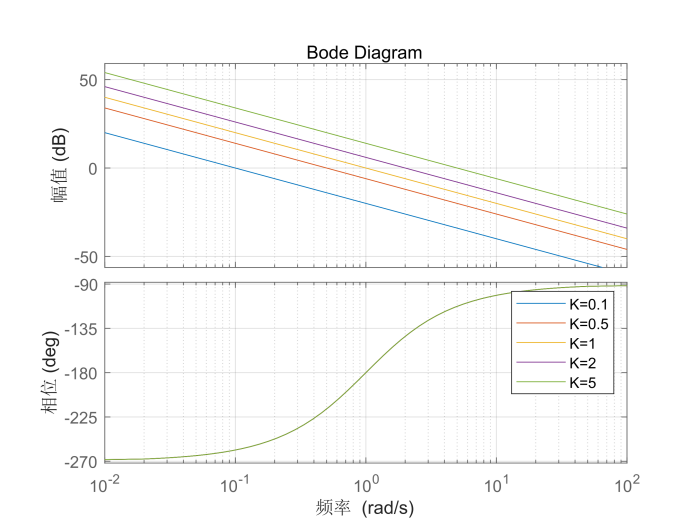 Bode Diagram
50
0
-50
幅值 (dB)
-90
-135
-180
-225
-270
相位 (deg)
K=0.1
K=0.5
K=1
K=2
K=5
10^-2 10^-1 10^0 10^1 10^2
频率 (rad/s)